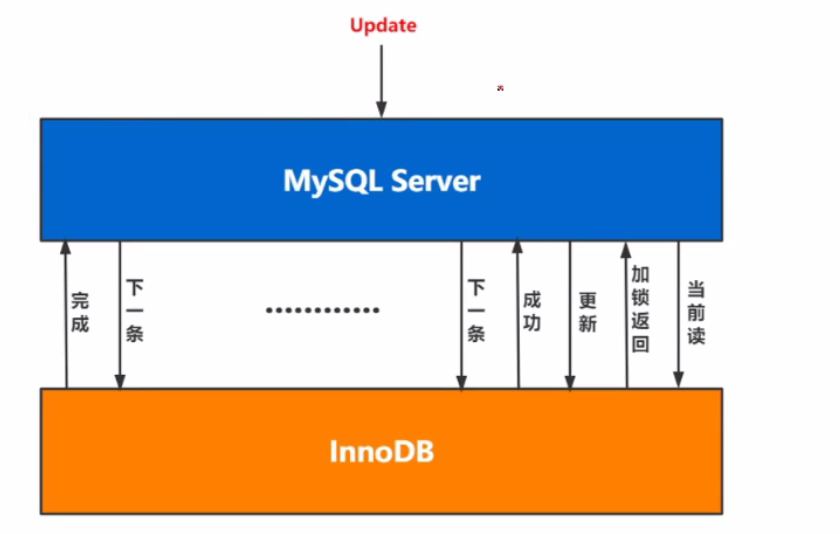 Update
MySQL Server
完成
下一条
............
下一条
成功
更新
加锁返回
当前读
InnoDB